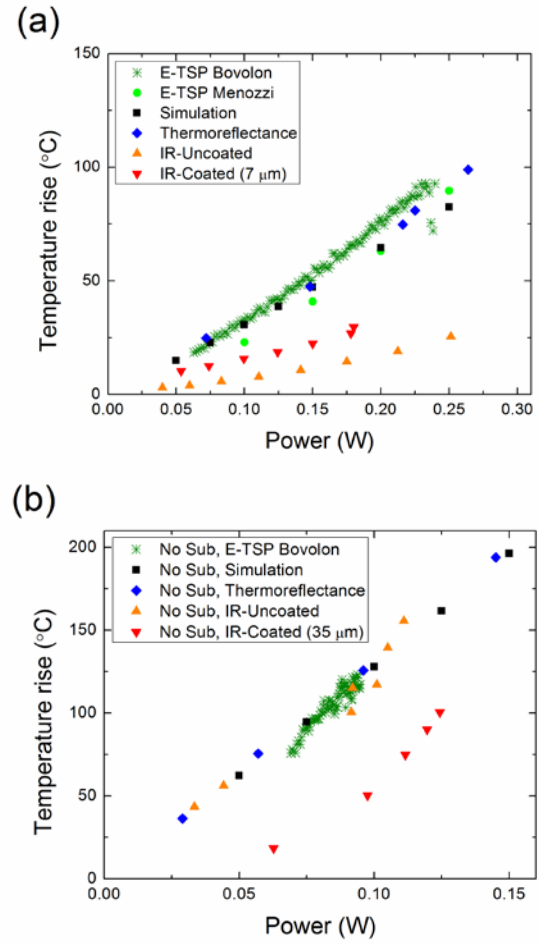 (a)
150
100
50
0
Temperature rise (°C)
E-TSP Bovolon
E-TSP Menozzi
Simulation
Thermoreflectance
IR-Uncoated
IR-Coated (7 μm)
0.00 0.05 0.10 0.15 0.20 0.25 0.30
Power (W)
(b)
200
150
100
50
0
Temperature rise (°C)
No Sub, E-TSP Bovolon
No Sub, Simulation
No Sub, Thermoreflectance
No Sub, IR-Uncoated
No Sub, IR-Coated (35 μm)
0.00 0.05 0.10 0.15
Power (W)